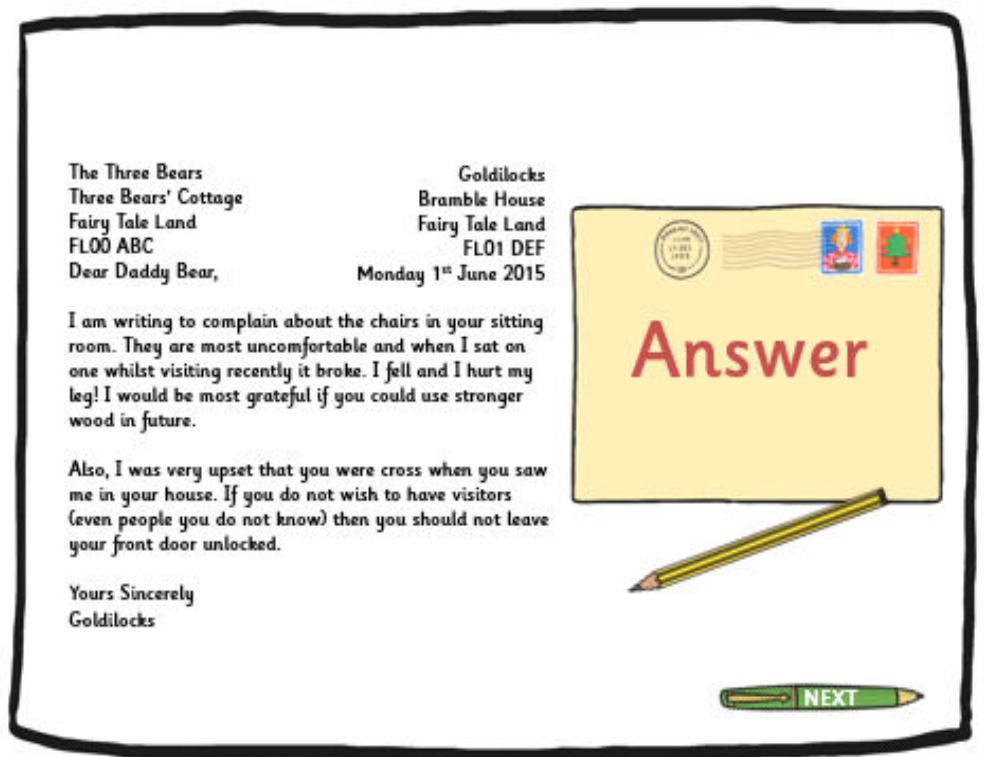 The Three Bears
Three Bears' Cottage
Fairy Tale Land
FL00 ABC
Dear Daddy Bear,
Goldilocks
Bramble House
Fairy Tale Land
FL01 DEF
Monday 1st June 2015
I am writing to complain about the chairs in your sitting
room. They are most uncomfortable and when I sat on
one whilst visiting recently it broke. I fell and I hurt my
leg! I would be most grateful if you could use stronger
wood in future.
Also, I was very upset that you were cross when you saw
me in your house. If you do not wish to have visitors
(even people you do not know) then you should not leave
your front door unlocked.
Yours Sincerely
Goldilocks
Answer
NEXT